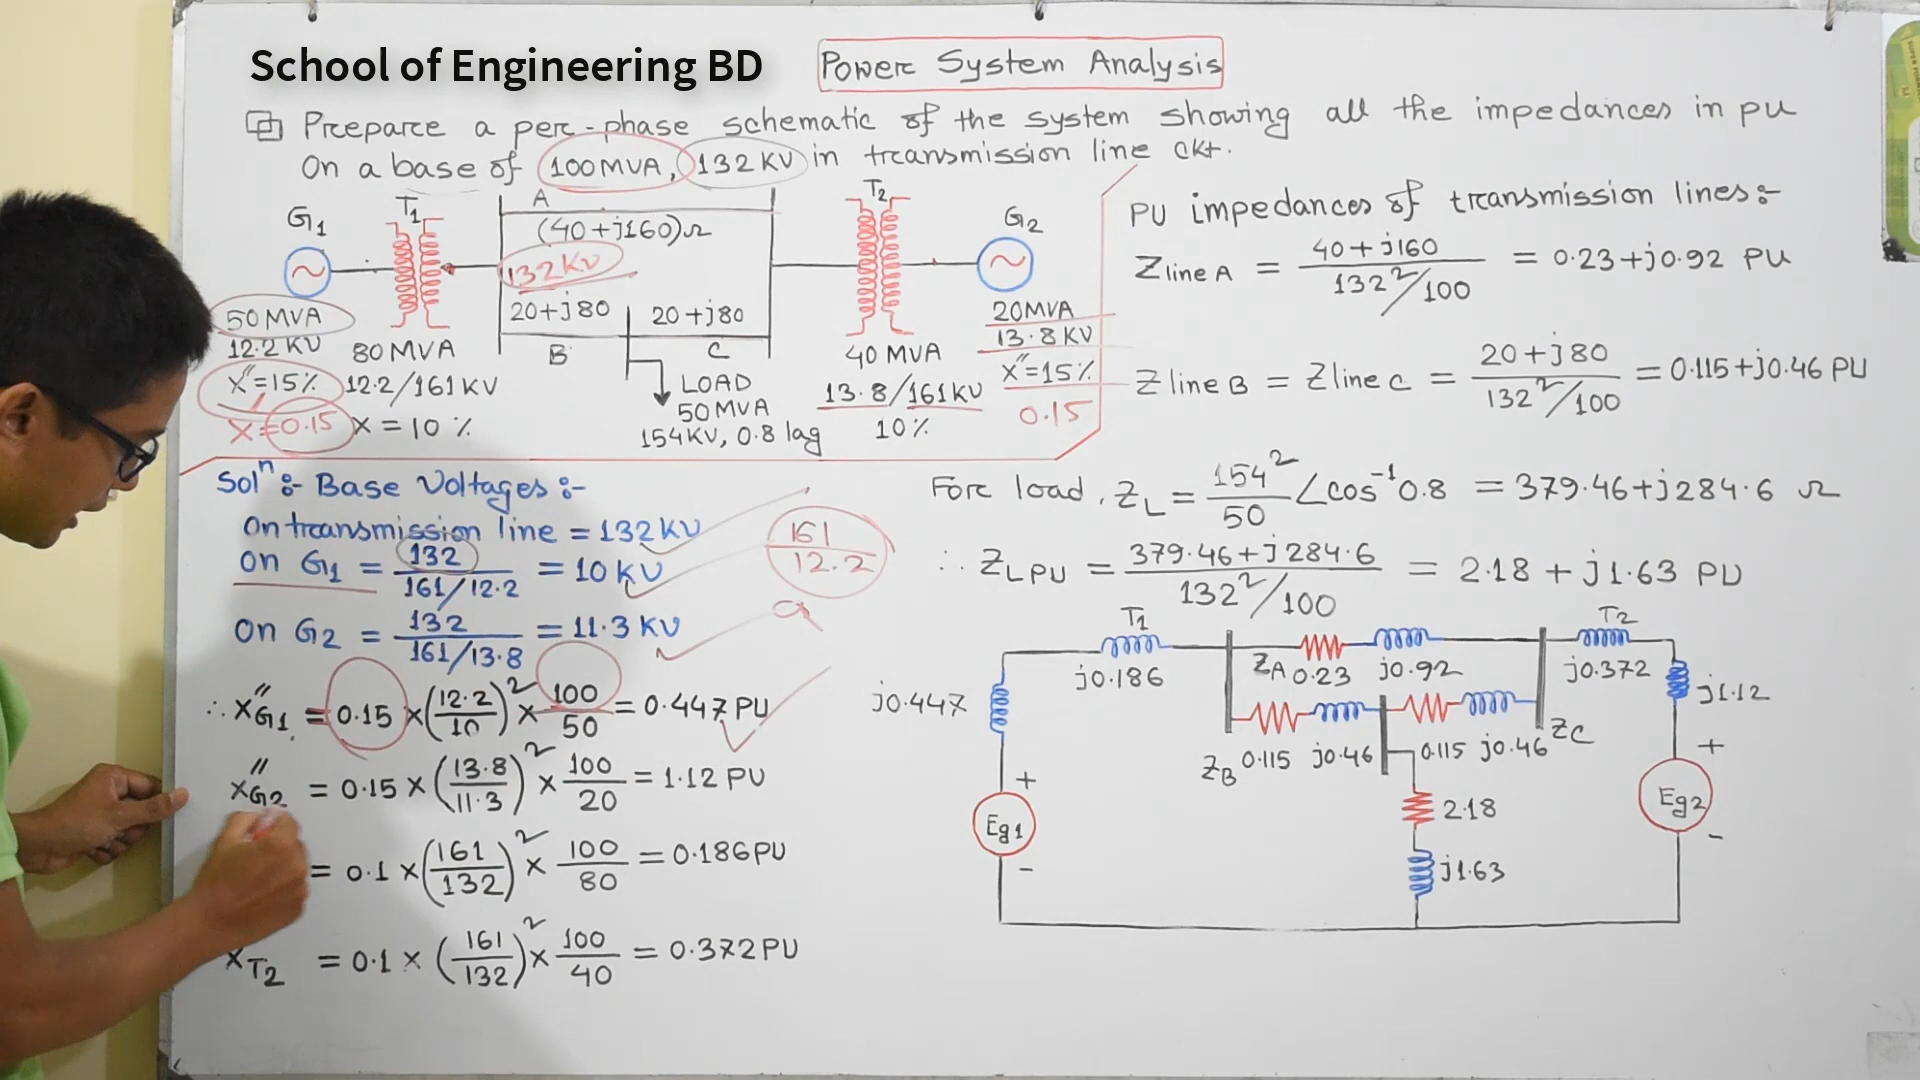 School of Engineering BD
Power System Analysis
Prepare a per-phase schematic of the system showing all the impedances in pu
on a base of 100MVA, 132KV in transmission line ckt.
G1
T1
A
(40+j160)Ω
132KV
20+j80
20+j80
B
C
T2
G2
50MVA
12.2 KV
X''=15%
X=0.15
80MVA
12.2/161KV
X=10%
LOAD
50MVA
154KV, 0.8 lag
40 MVA
13.8/161KV
10%
20MVA
13.8KV
X''=15%
0.15
PU impedances of transmission lines:-
Zline A = (40+j160)/(132²/100) = 0.23+j0.92 PU
Zline B = Zline C = (20+j80)/(132²/100) = 0.115+j0.46 PU
Solⁿ:- Base Voltages:-
On transmission line = 132KV
on G1 = 132/(161/12.2) = 10 KV
on G2 = 132/(161/13.8) = 11.3 KV
161/12.2
a
∴ X''G1 = 0.15 × (12.2/10)² × 100/50 = 0.447 PU
X''G2 = 0.15 × (13.8/11.3)² × 100/20 = 1.12 PU
= 0.1 × (161/132)² × 100/80 = 0.186PU
XT2 = 0.1 × (161/132)² × 100/40 = 0.372PU
For load, ZL = 154²/50 ∠cos⁻¹0.8 = 379.46+j284.6 Ω
∴ ZLPU = (379.46+j284.6)/(132²/100) = 2.18+j1.63 PU
T1
j0.186
j0.447
ZA 0.23 j0.92
T2
j0.372
j1.12
ZB 0.115 j0.46
0.115 j0.46 ZC
2.18
j1.63
+
Eg1
-
+
Eg2
-